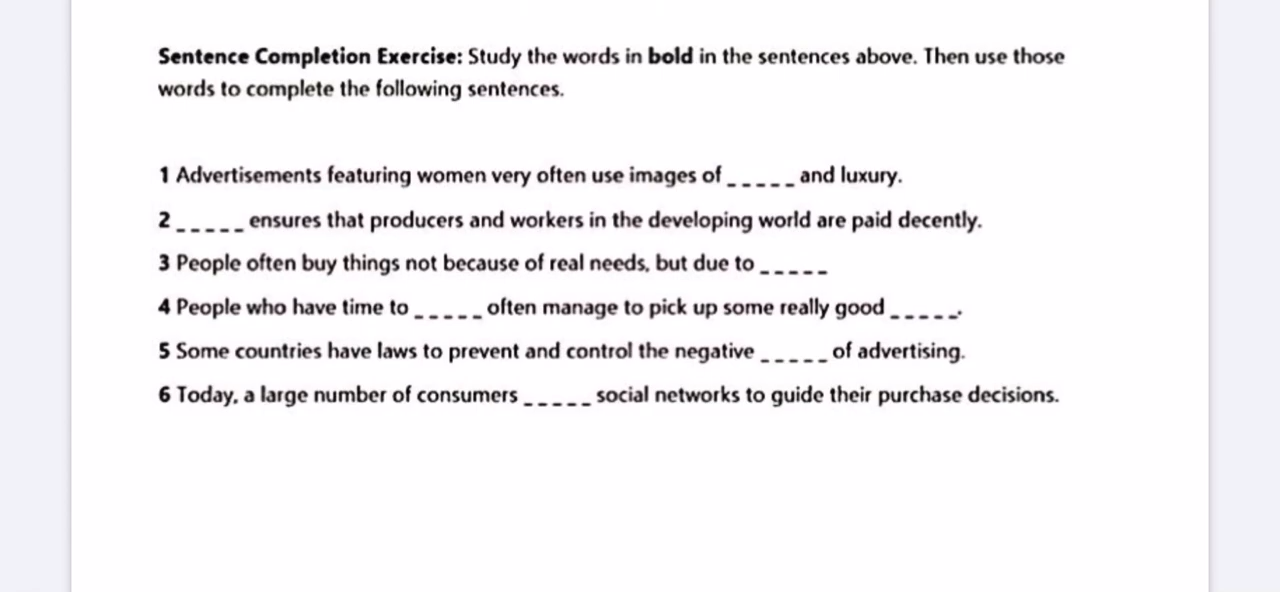 Sentence Completion Exercise: Study the words in bold in the sentences above. Then use those
words to complete the following sentences.
1 Advertisements featuring women very often use images of _____ and luxury.
2 _____ ensures that producers and workers in the developing world are paid decently.
3 People often buy things not because of real needs, but due to _____
4 People who have time to _____ often manage to pick up some really good _____.
5 Some countries have laws to prevent and control the negative _____ of advertising.
6 Today, a large number of consumers _____ social networks to guide their purchase decisions.